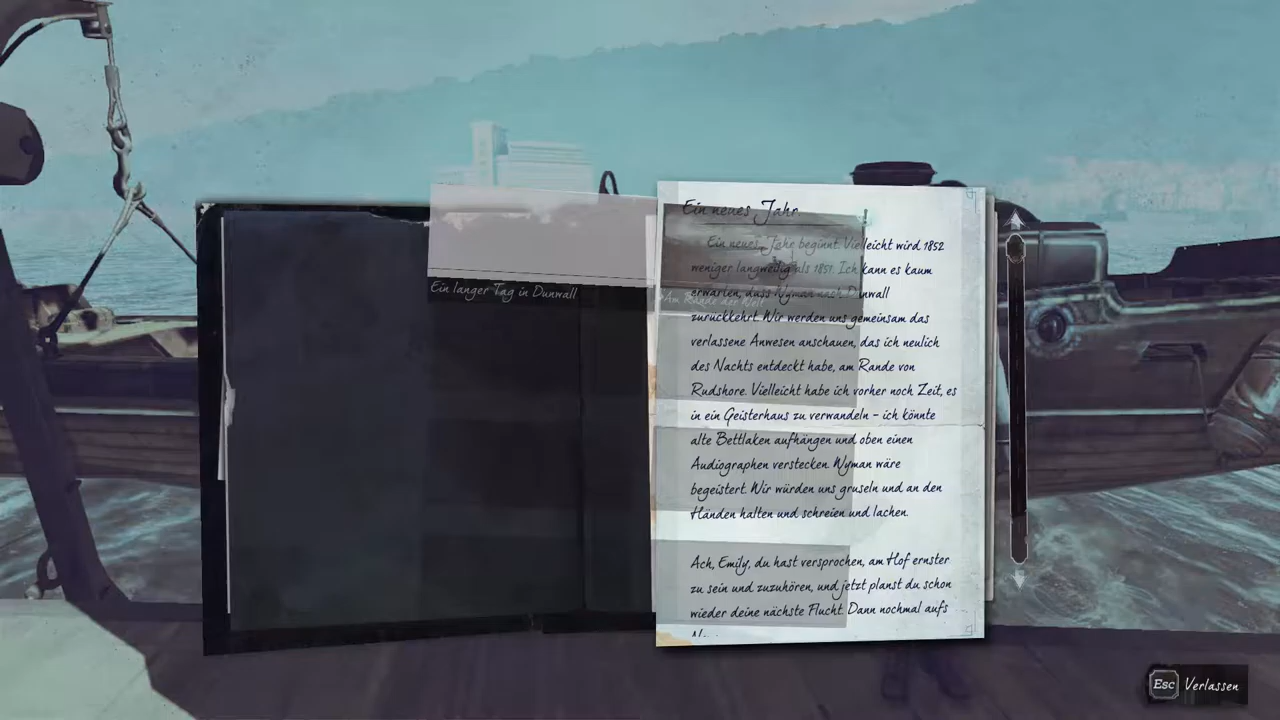 Ein langer Tag in Dunwall
Ein neues Jahr
Ein neues Jahr beginnt. Vielleicht wird 1852
weniger langweilig als 1851. Ich kann es kaum
erwarten, dass Wyman nach Dunwall
zurückkehrt. Wir werden uns gemeinsam das
verlassene Anwesen anschauen, das ich neulich
des Nachts entdeckt habe, am Rande von
Rudshore. Vielleicht habe ich vorher noch Zeit, es
in ein Geisterhaus zu verwandeln – ich könnte
alte Bettlaken aufhängen und oben einen
Audiographen verstecken. Wyman wäre
begeistert. Wir würden uns gruseln und an den
Händen halten und schreien und lachen.
Ach, Emily, du hast versprochen, am Hof ernster
zu sein und zuzuhören, und jetzt planst du schon
wieder deine nächste Flucht. Dann nochmal aufs
Am Rande der Welt
Esc Verlassen